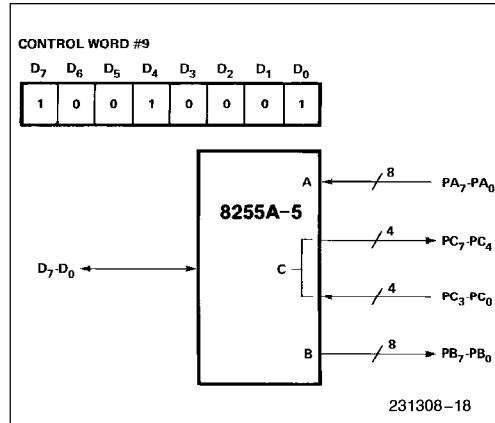 CONTROL WORD #9
D7 D6 D5 D4 D3 D2 D1 D0
1 0 0 1 0 0 0 1
A 8 PA7-PA0
8255A-5
4 PC7-PC4
D7-D0 C
4 PC3-PC0
B 8 PB7-PB0
231308-18